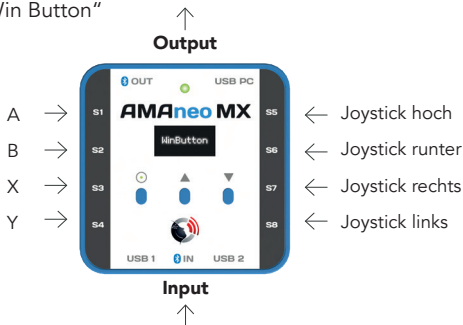 in Button“
Output
OUT USB PC
AMAneo MX
WinButton
A S1 S5 Joystick hoch
B S2 S6 Joystick runter
X S3 S7 Joystick rechts
Y S4 S8 Joystick links
USB 1 IN USB 2
Input